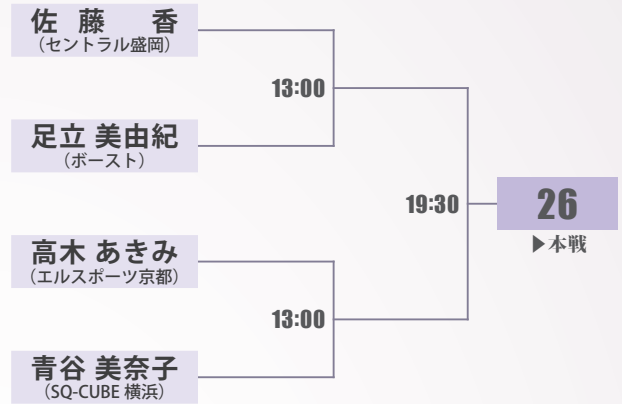 佐藤 香
(セントラル盛岡)
13:00
足立 美由紀
(ボースト)
19:30
26
▶本戦
高木 あきみ
(エルスポーツ京都)
13:00
青谷 美奈子
(SQ-CUBE 横浜)